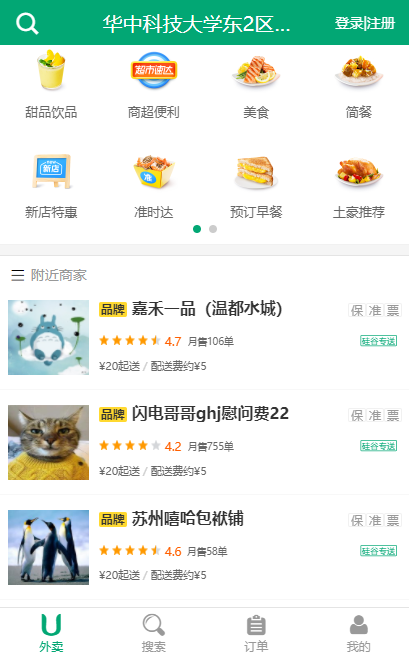 华中科技大学东2区...
登录|注册
甜品饮品
超市速达
商超便利
美食
简餐
新店
新店特惠
准
准时达
预订早餐
土豪推荐
附近商家
品牌 嘉禾一品（温都水城） 保 准 票
4.7 月售106单 硅谷专送
¥20起送 / 配送费约¥5
品牌 闪电哥哥ghj慰问费22 保 准 票
4.2 月售755单 硅谷专送
¥20起送 / 配送费约¥5
品牌 苏州嘻哈包袱铺 保 准 票
4.6 月售58单 硅谷专送
¥20起送 / 配送费约¥5
外卖
搜索
订单
我的